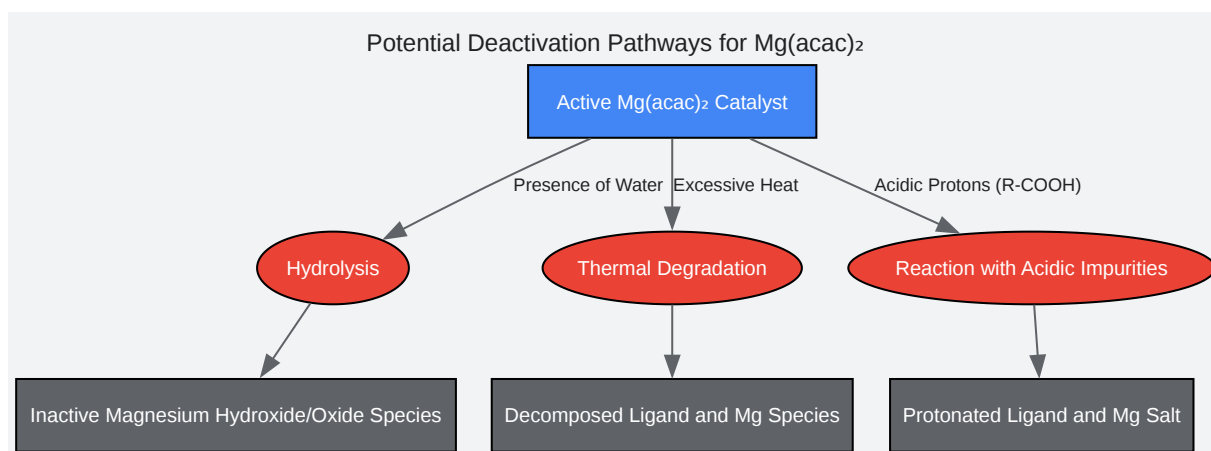 Potential Deactivation Pathways for Mg(acac)₂
Active Mg(acac)₂ Catalyst
Presence of Water
Excessive Heat
Acidic Protons (R-COOH)
Hydrolysis
Thermal Degradation
Reaction with Acidic Impurities
Inactive Magnesium Hydroxide/Oxide Species
Decomposed Ligand and Mg Species
Protonated Ligand and Mg Salt